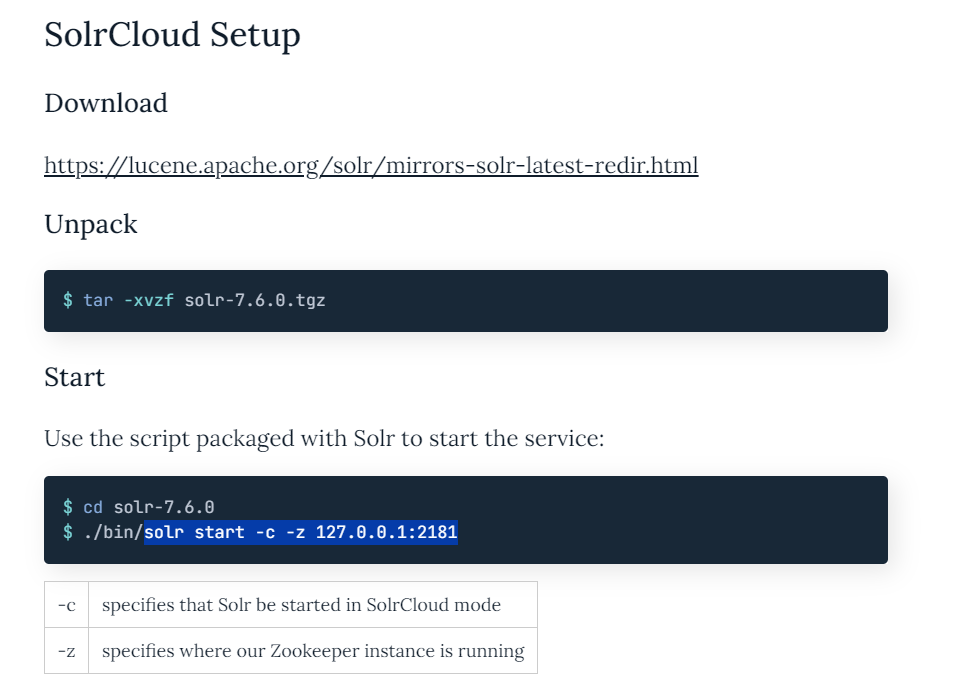 SolrCloud Setup
Download
https://lucene.apache.org/solr/mirrors-solr-latest-redir.html
Unpack
$ tar -xvzf solr-7.6.0.tgz
Start
Use the script packaged with Solr to start the service:
$ cd solr-7.6.0
$ ./bin/solr start -c -z 127.0.0.1:2181
-c specifies that Solr be started in SolrCloud mode
-z specifies where our Zookeeper instance is running